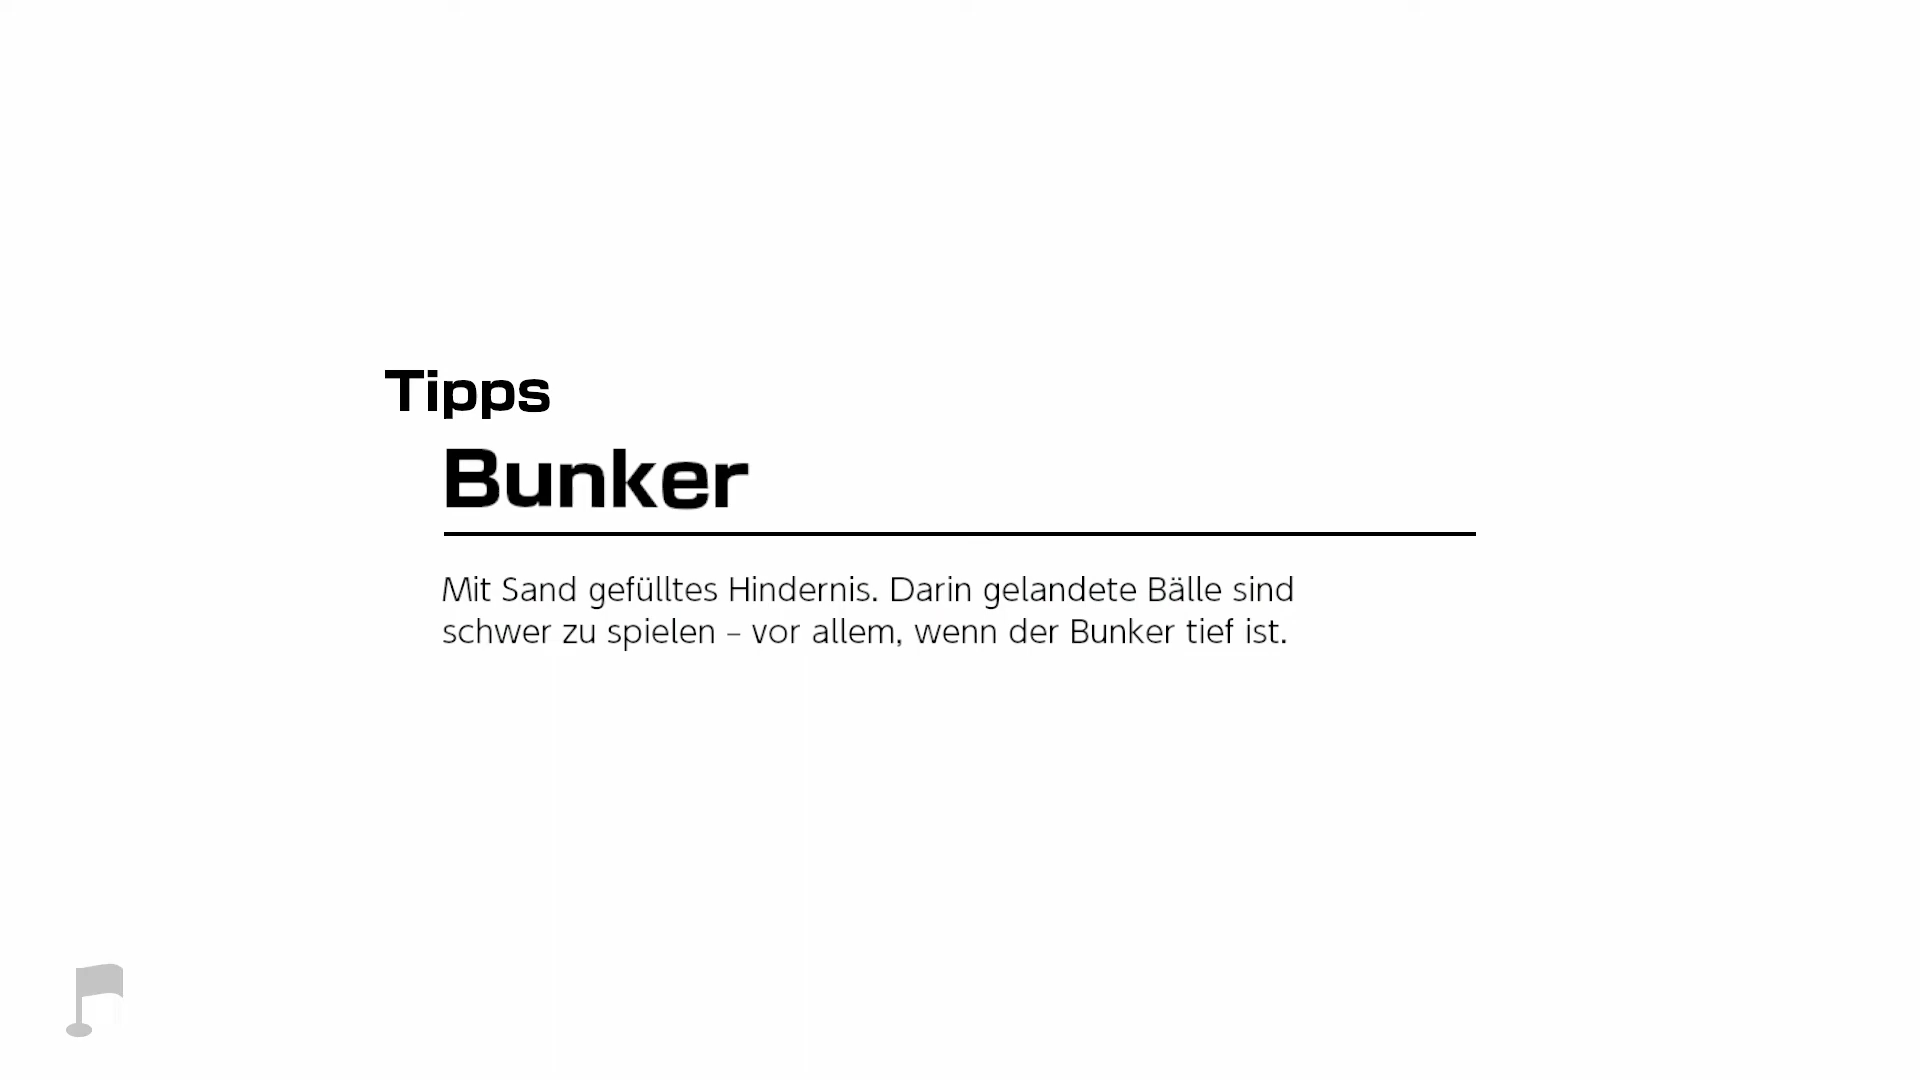 Tipps
Bunker
Mit Sand gefülltes Hindernis. Darin gelandete Bälle sind
schwer zu spielen – vor allem, wenn der Bunker tief ist.